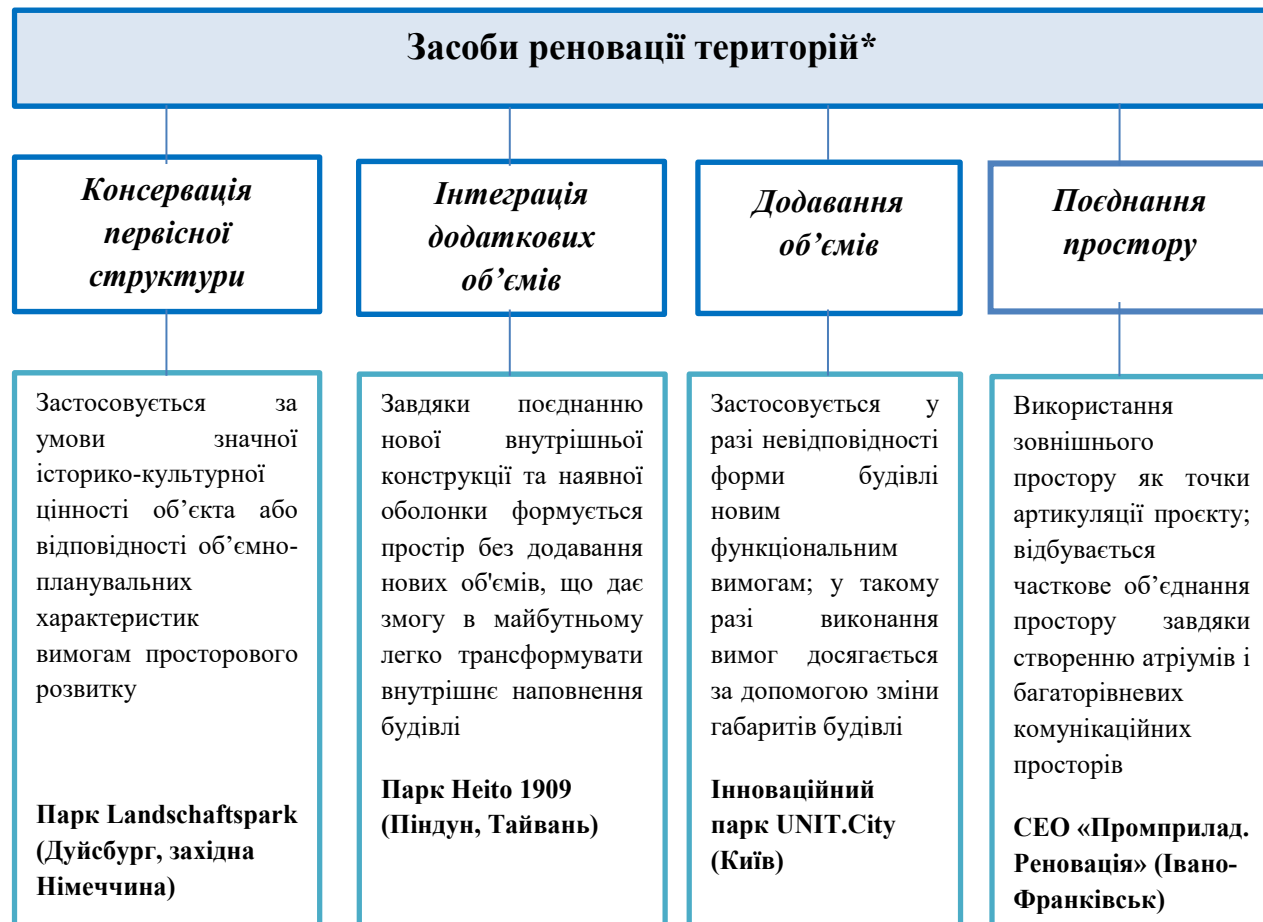 Засоби реновації територій*
Консервація
первісної
структури
Інтеграція
додаткових
об’ємів
Додавання
об’ємів
Поєднання
простору
Застосовується за
умови значної
історико-культурної
цінності об’єкта або
відповідності об’ємно-
планувальних
характеристик
вимогам просторового
розвитку
Парк Landschaftspark
(Дуйсбург, західна
Німеччина)
Завдяки поєднанню
нової внутрішньої
конструкції та наявної
оболонки формується
простір без додавання
нових об'ємів, що дає
змогу в майбутньому
легко трансформувати
внутрішнє наповнення
будівлі
Парк Heito 1909
(Піндун, Тайвань)
Застосовується у
разі невідповідності
форми будівлі
новим
функціональним
вимогам; у такому
разі виконання
вимог досягається
за допомогою зміни
габаритів будівлі
Інноваційний
парк UNIT.City
(Київ)
Використання
зовнішнього
простору як точки
артикуляції проєкту;
відбувається
часткове об’єднання
простору завдяки
створенню атріумів і
багаторівневих
комунікаційних
просторів
СЕО «Промприлад.
Реновація» (Івано-
Франківськ)